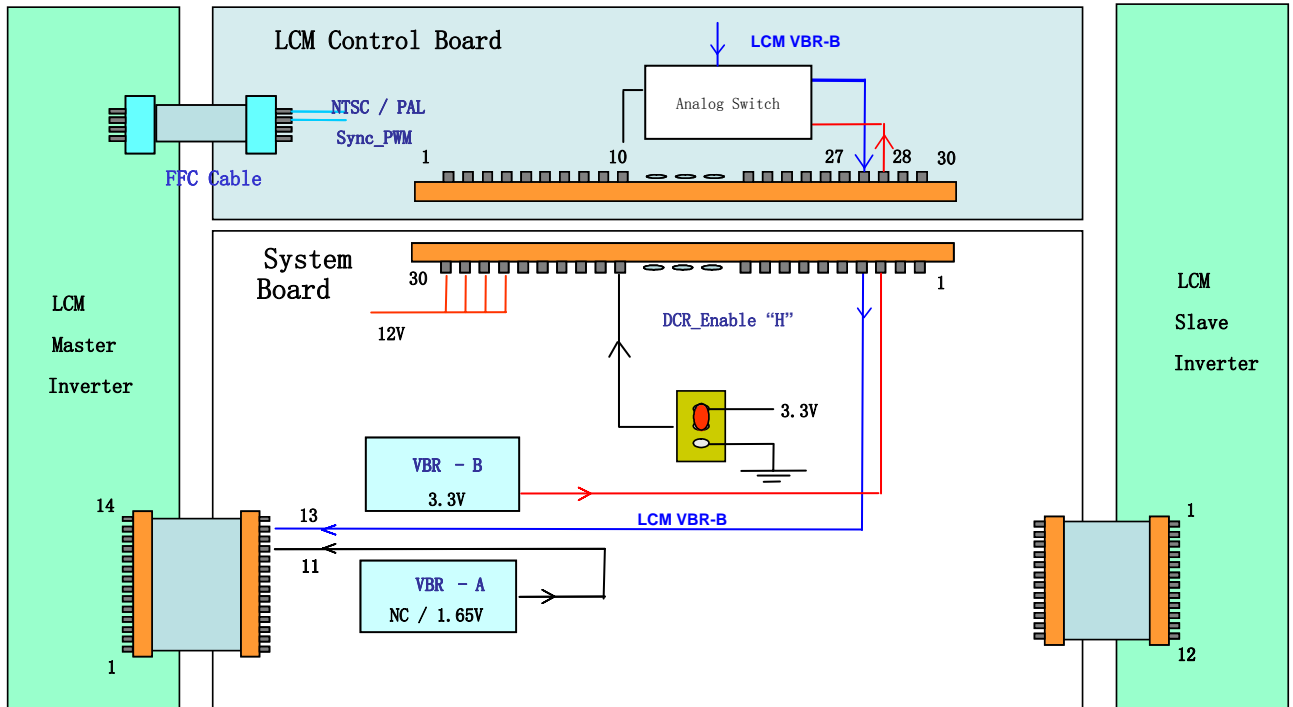 LCM Control Board
LCM VBR-B
Analog Switch
NTSC / PAL
Sync_PWM
FFC Cable
1
10
27
28
30
System
Board
30
1
12V
DCR_Enable “H”
3.3V
LCM
Master
Inverter
LCM
Slave
Inverter
VBR - B
3.3V
14
13
LCM VBR-B
11
VBR - A
NC / 1.65V
1
1
12